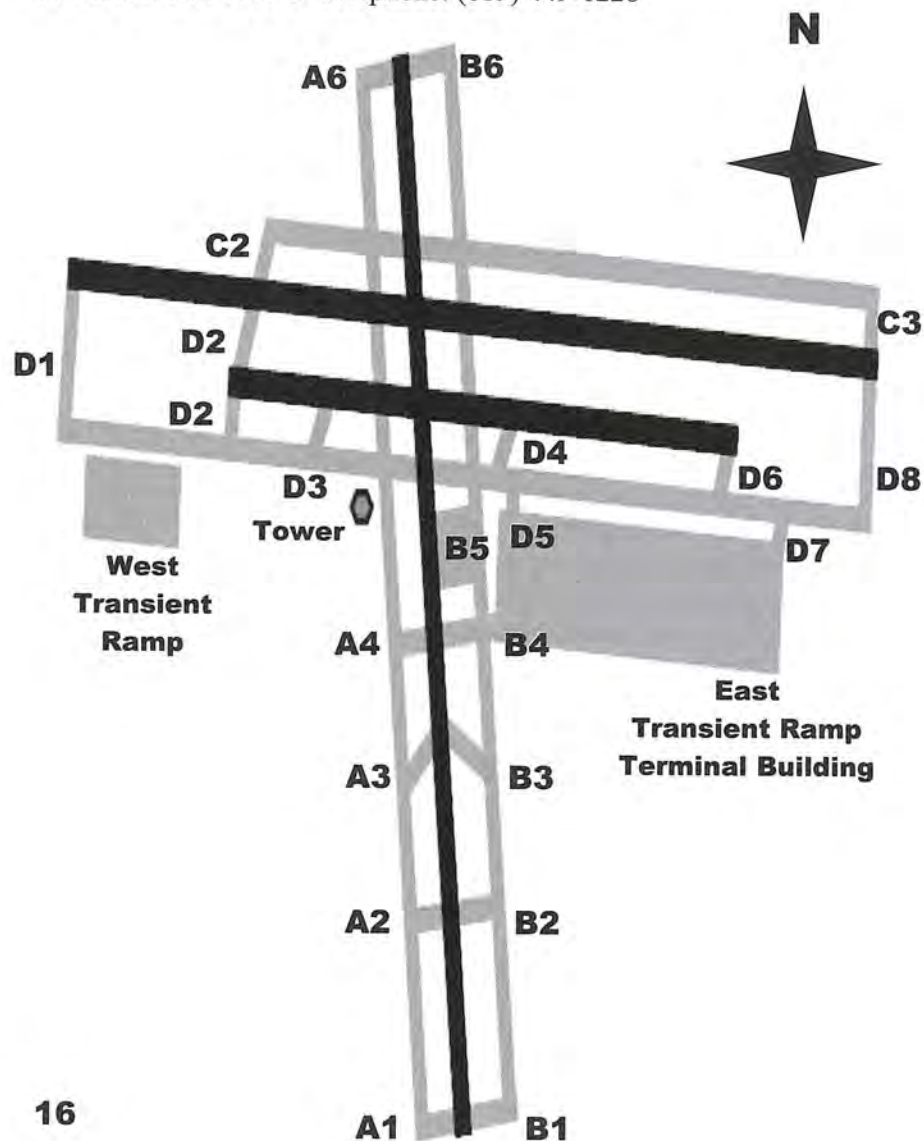 N
A6
B6
C2
C3
D1
D2
D2
D4
D3
D6
D8
Tower
B5
D5
D7
West
Transient
Ramp
A4
B4
East
Transient Ramp
Terminal Building
A3
B3
A2
B2
16
A1
B1